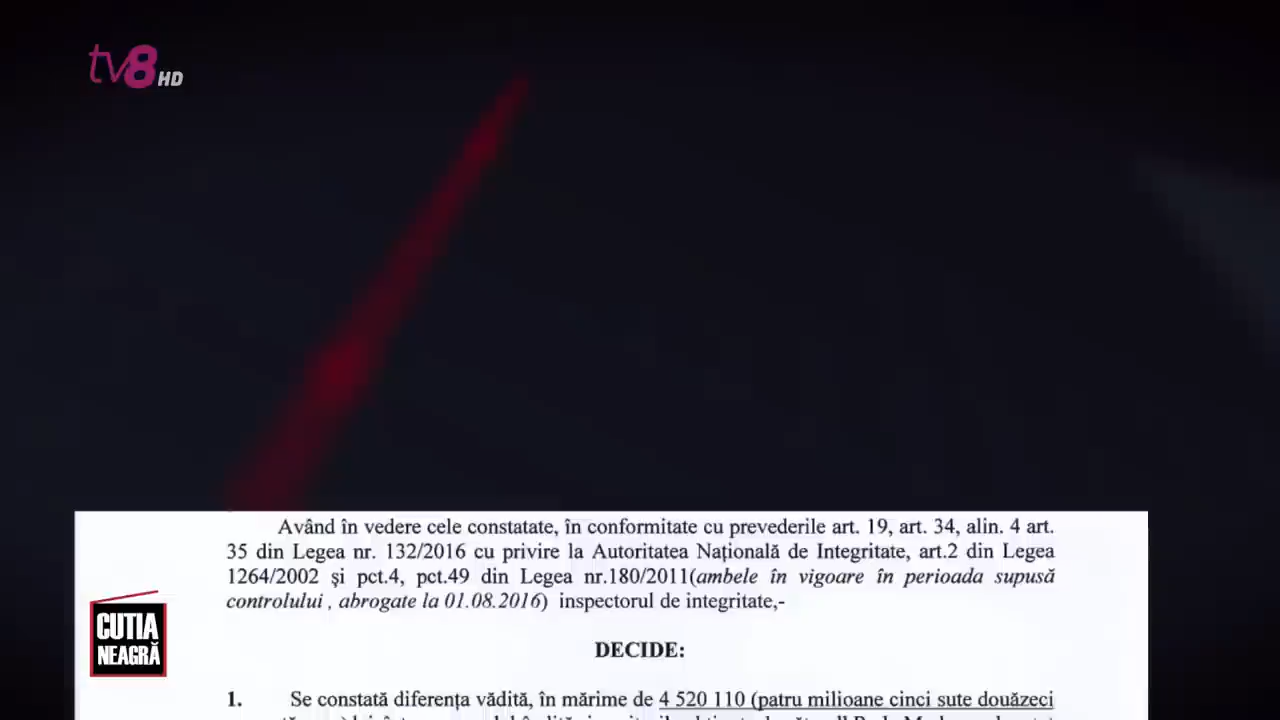 tv8 HD
Având în vedere cele constatate, în conformitate cu prevederile art. 19, art. 34, alin. 4 art.
35 din Legea nr. 132/2016 cu privire la Autoritatea Națională de Integritate, art.2 din Legea
1264/2002 și pct.4, pct.49 din Legea nr.180/2011(ambele în vigoare în perioada supusă
controlului , abrogate la 01.08.2016) inspectorul de integritate,-
CUTIA
NEAGRĂ
DECIDE:
1. Se constată diferența vădită, în mărime de 4 520 110 (patru milioane cinci sute douăzeci